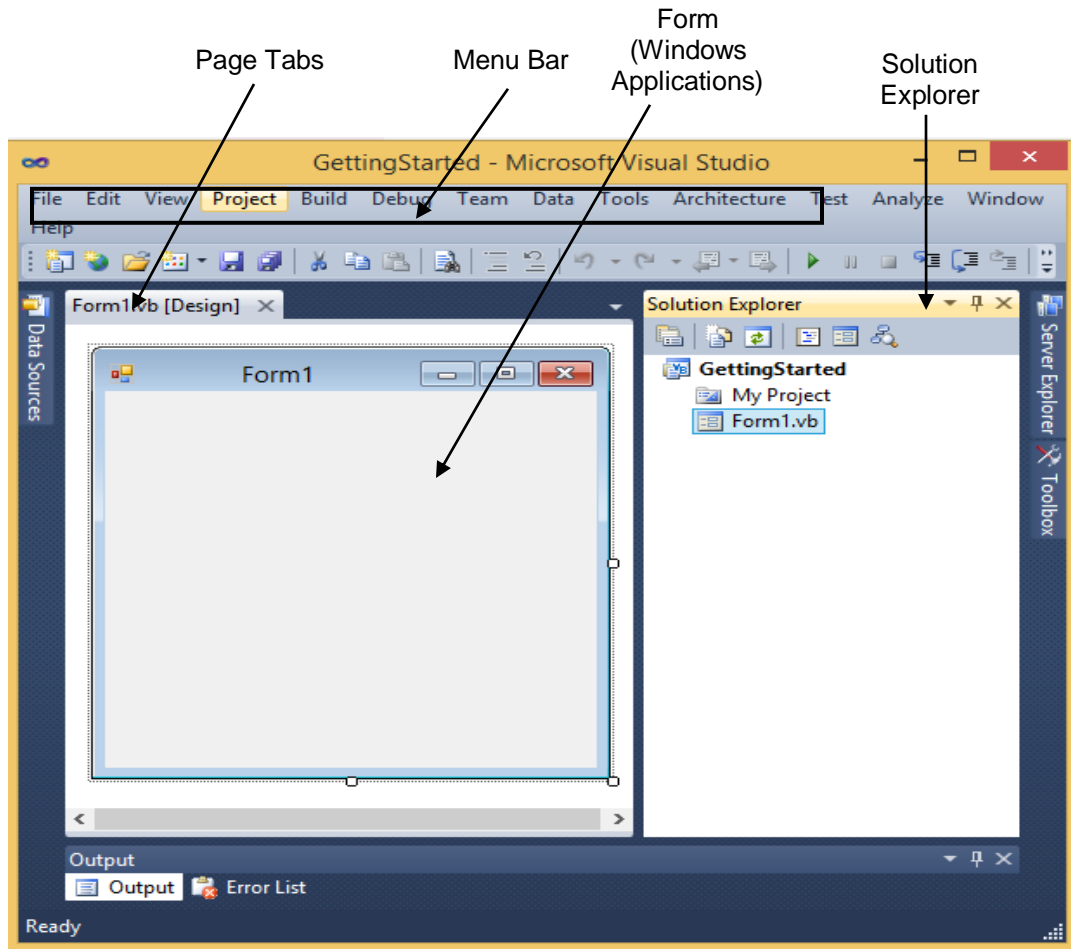 Page Tabs
Menu Bar
Form
(Windows
Applications)
Solution
Explorer
GettingStarted - Microsoft Visual Studio
File Edit View Project Build Debug Team Data Tools Architecture Test Analyze Window
Help
Form1.vb [Design]
Solution Explorer
Data Sources
Form1
GettingStarted
My Project
Form1.vb
Server Explorer
Toolbox
Output
Output Error List
Ready